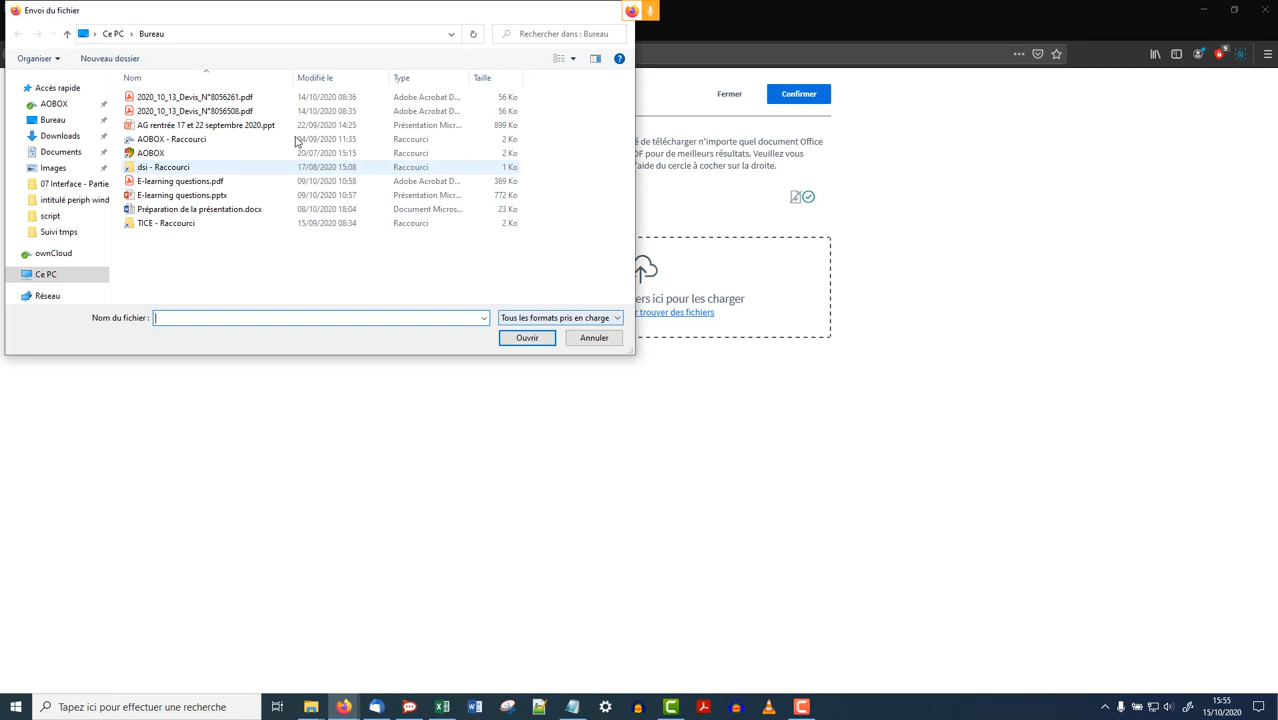 Envoi du fichier
Ce PC > Bureau
Rechercher dans : Bureau
9
Organiser
Nouveau dossier
Nom
Modifié le
Type
Taille
2020_10_13_Devis_N°8056261.pdf 14/10/2020 08:36 Adobe Acrobat D... 56 Ko
2020_10_13_Devis_N°8056508.pdf 14/10/2020 08:35 Adobe Acrobat D... 56 Ko
AG rentrée 17 et 22 septembre 2020.ppt 22/09/2020 14:25 Présentation Micr... 899 Ko
AOBOX - Raccourci 04/09/2020 11:35 Raccourci 2 Ko
AOBOX 20/07/2020 15:15 Raccourci 2 Ko
dsi - Raccourci 17/08/2020 15:08 Raccourci 1 Ko
E-learning questions.pdf 09/10/2020 10:58 Adobe Acrobat D... 369 Ko
E-learning questions.pptx 09/10/2020 10:57 Présentation Micr... 772 Ko
Préparation de la présentation.docx 08/10/2020 18:04 Document Micros... 23 Ko
TICE - Raccourci 15/09/2020 08:34 Raccourci 2 Ko
Accès rapide
AOBOX
Bureau
Downloads
Documents
Images
07 Interface - Partie
intitulé periph wind
script
Suivi tmps
ownCloud
Ce PC
Réseau
Nom du fichier :
Tous les formats pris en charge
Ouvrir
Annuler
Fermer
Confirmer
é de télécharger n'importe quel document Office
DF pour de meilleurs résultats. Veuillez vous
l'aide du cercle à cocher sur la droite.
ers ici pour les charger
r trouver des fichiers
Tapez ici pour effectuer une recherche
15:55
15/10/2020